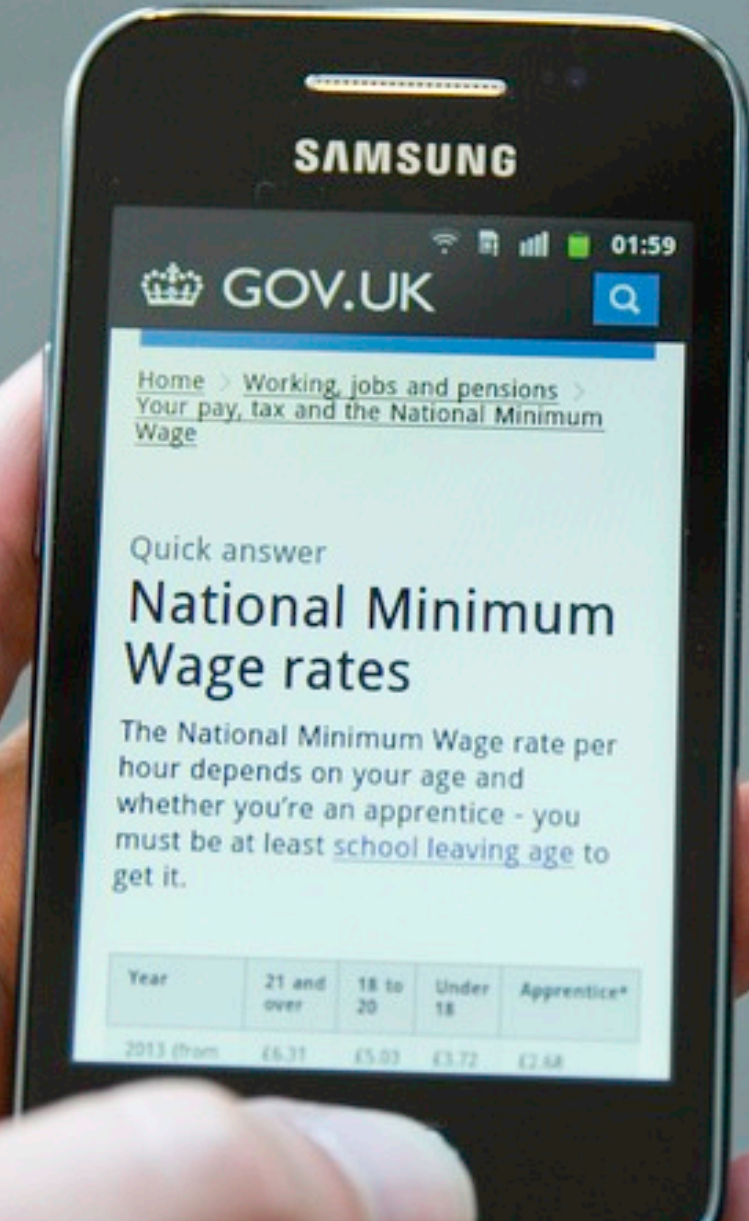 SAMSUNG
01:59
GOV.UK
Home > Working, jobs and pensions >
Your pay, tax and the National Minimum
Wage
Quick answer
National Minimum
Wage rates
The National Minimum Wage rate per
hour depends on your age and
whether you're an apprentice - you
must be at least school leaving age to
get it.
Year 21 and over 18 to 20 Under 18 Apprentice*
2013 (from £6.31 £5.03 £3.72 £2.68